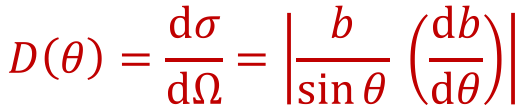 D(θ) = dσ/dΩ = |b/sin θ (db/dθ)|